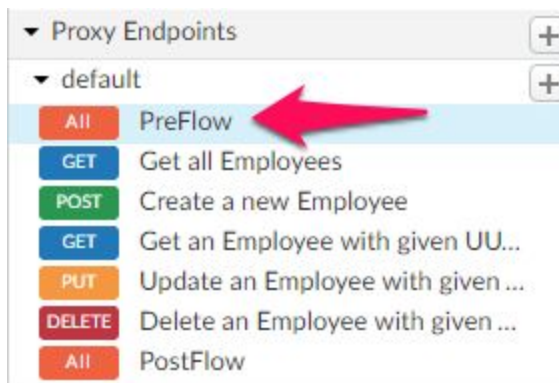 Proxy Endpoints
default
All PreFlow
GET Get all Employees
POST Create a new Employee
GET Get an Employee with given UU...
PUT Update an Employee with given ...
DELETE Delete an Employee with given ...
All PostFlow